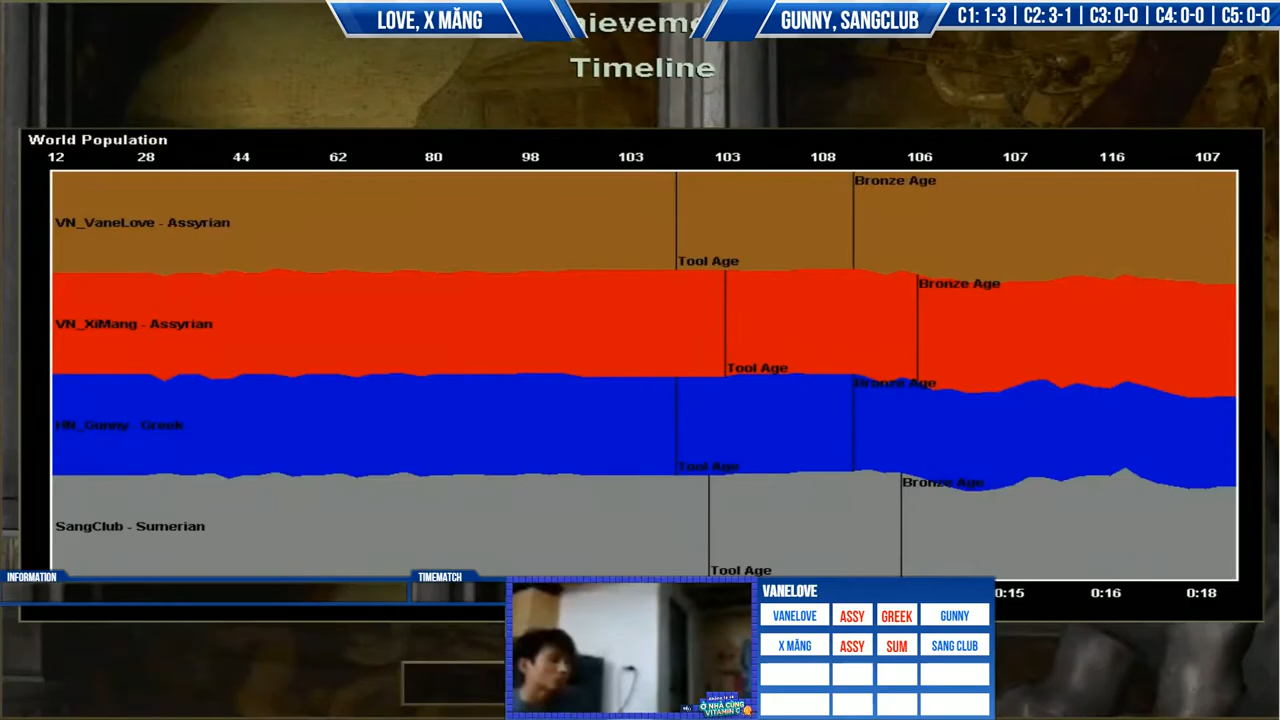 LOVE, X MĂNG
GUNNY, SANGCLUB
C1: 1-3 | C2: 3-1 | C3: 0-0 | C4: 0-0 | C5: 0-0
hieveme
Timeline
World Population
12 28 44 62 80 98 103 103 108 106 107 116 107
Bronze Age
VN_VaneLove - Assyrian
Tool Age
Bronze Age
VN_XiMang - Assyrian
Tool Age
Bronze Age
HN_Gunny - Greek
Tool Age
Bronze Age
SangClub - Sumerian
Tool Age
INFORMATION
TIMEMATCH
0:15 0:16 0:18
VANELOVE
VANELOVE ASSY GREEK GUNNY
X MĂNG ASSY SUM SANG CLUB
Ở NHÀ CÙNG
VITAMIN C